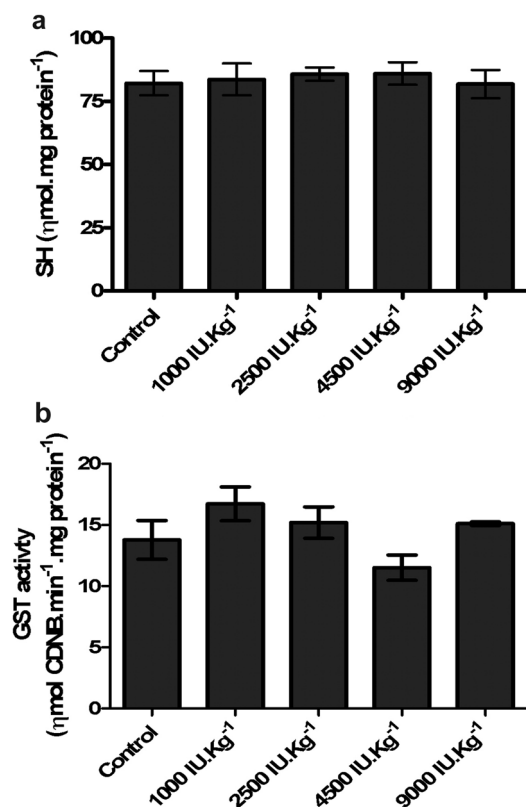 a
100
75
50
25
0
SH (ηmol.mg protein⁻¹)
Control
1000 IU.Kg⁻¹
2500 IU.Kg⁻¹
4500 IU.Kg⁻¹
9000 IU.Kg⁻¹
b
20
15
10
5
0
GST activty
(ηmol CDNB.min⁻¹.mg protein⁻¹)
Control
1000 IU.Kg⁻¹
2500 IU.Kg⁻¹
4500 IU.Kg⁻¹
9000 IU.Kg⁻¹